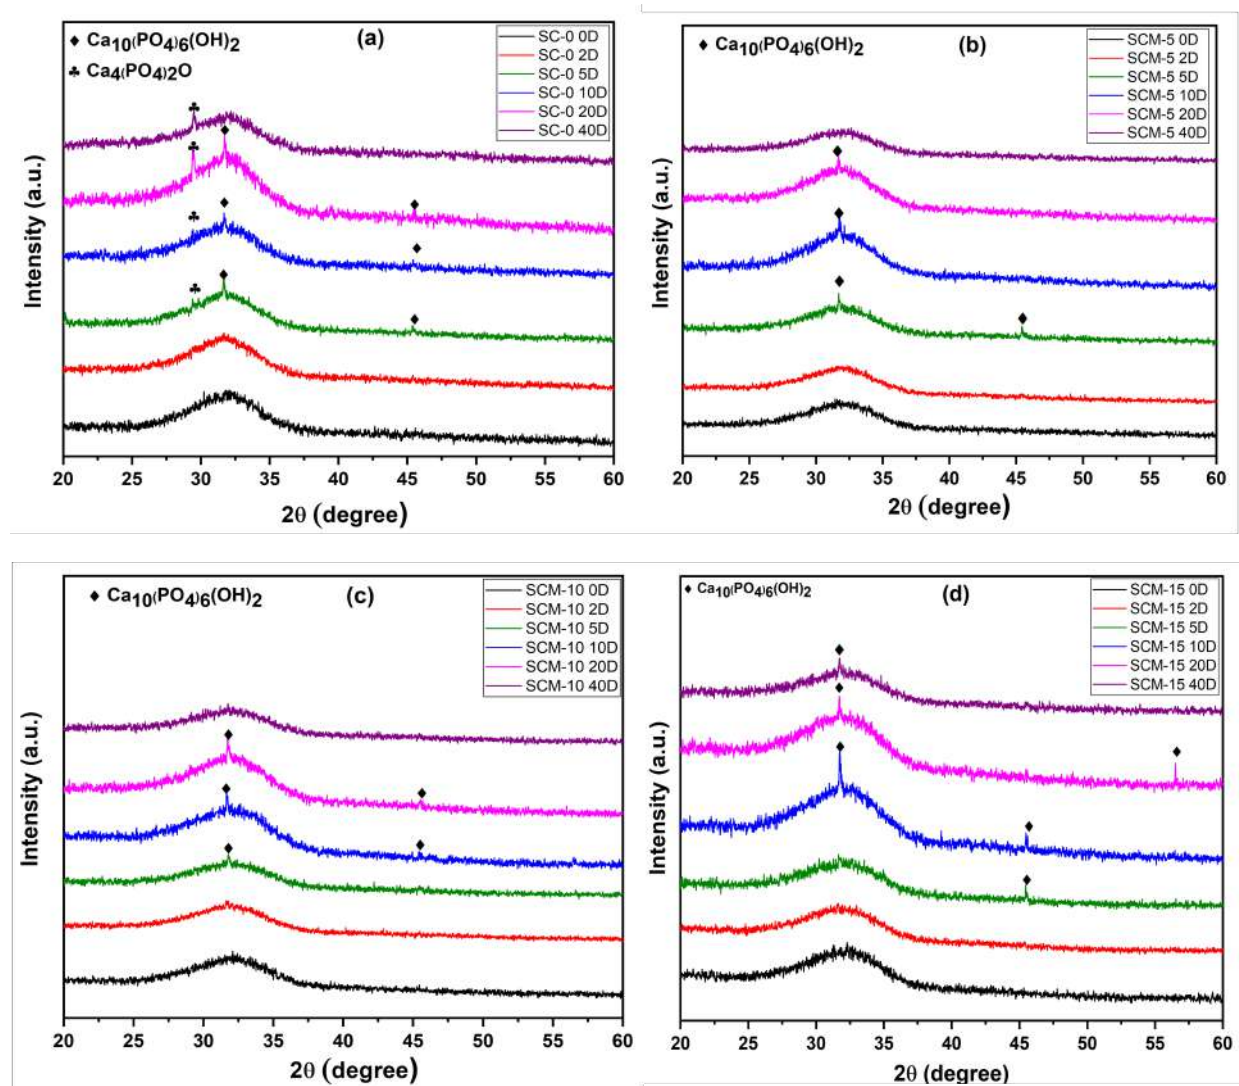 ♦ Ca10(PO4)6(OH)2
♣ Ca4(PO4)2O
(a)
SC-0 0D
SC-0 2D
SC-0 5D
SC-0 10D
SC-0 20D
SC-0 40D
Intensity (a.u.)
20 25 30 35 40 45 50 55 60
2θ (degree)
♦ Ca10(PO4)6(OH)2
(b)
SCM-5 0D
SCM-5 2D
SCM-5 5D
SCM-5 10D
SCM-5 20D
SCM-5 40D
Intensity (a.u.)
20 25 30 35 40 45 50 55 60
2θ (degree)
♦ Ca10(PO4)6(OH)2
(c)
SCM-10 0D
SCM-10 2D
SCM-10 5D
SCM-10 10D
SCM-10 20D
SCM-10 40D
Intensity (a.u.)
20 25 30 35 40 45 50 55 60
2θ (degree)
♦ Ca10(PO4)6(OH)2
(d)
SCM-15 0D
SCM-15 2D
SCM-15 5D
SCM-15 10D
SCM-15 20D
SCM-15 40D
Intensity (a.u.)
20 25 30 35 40 45 50 55 60
2θ (degree)